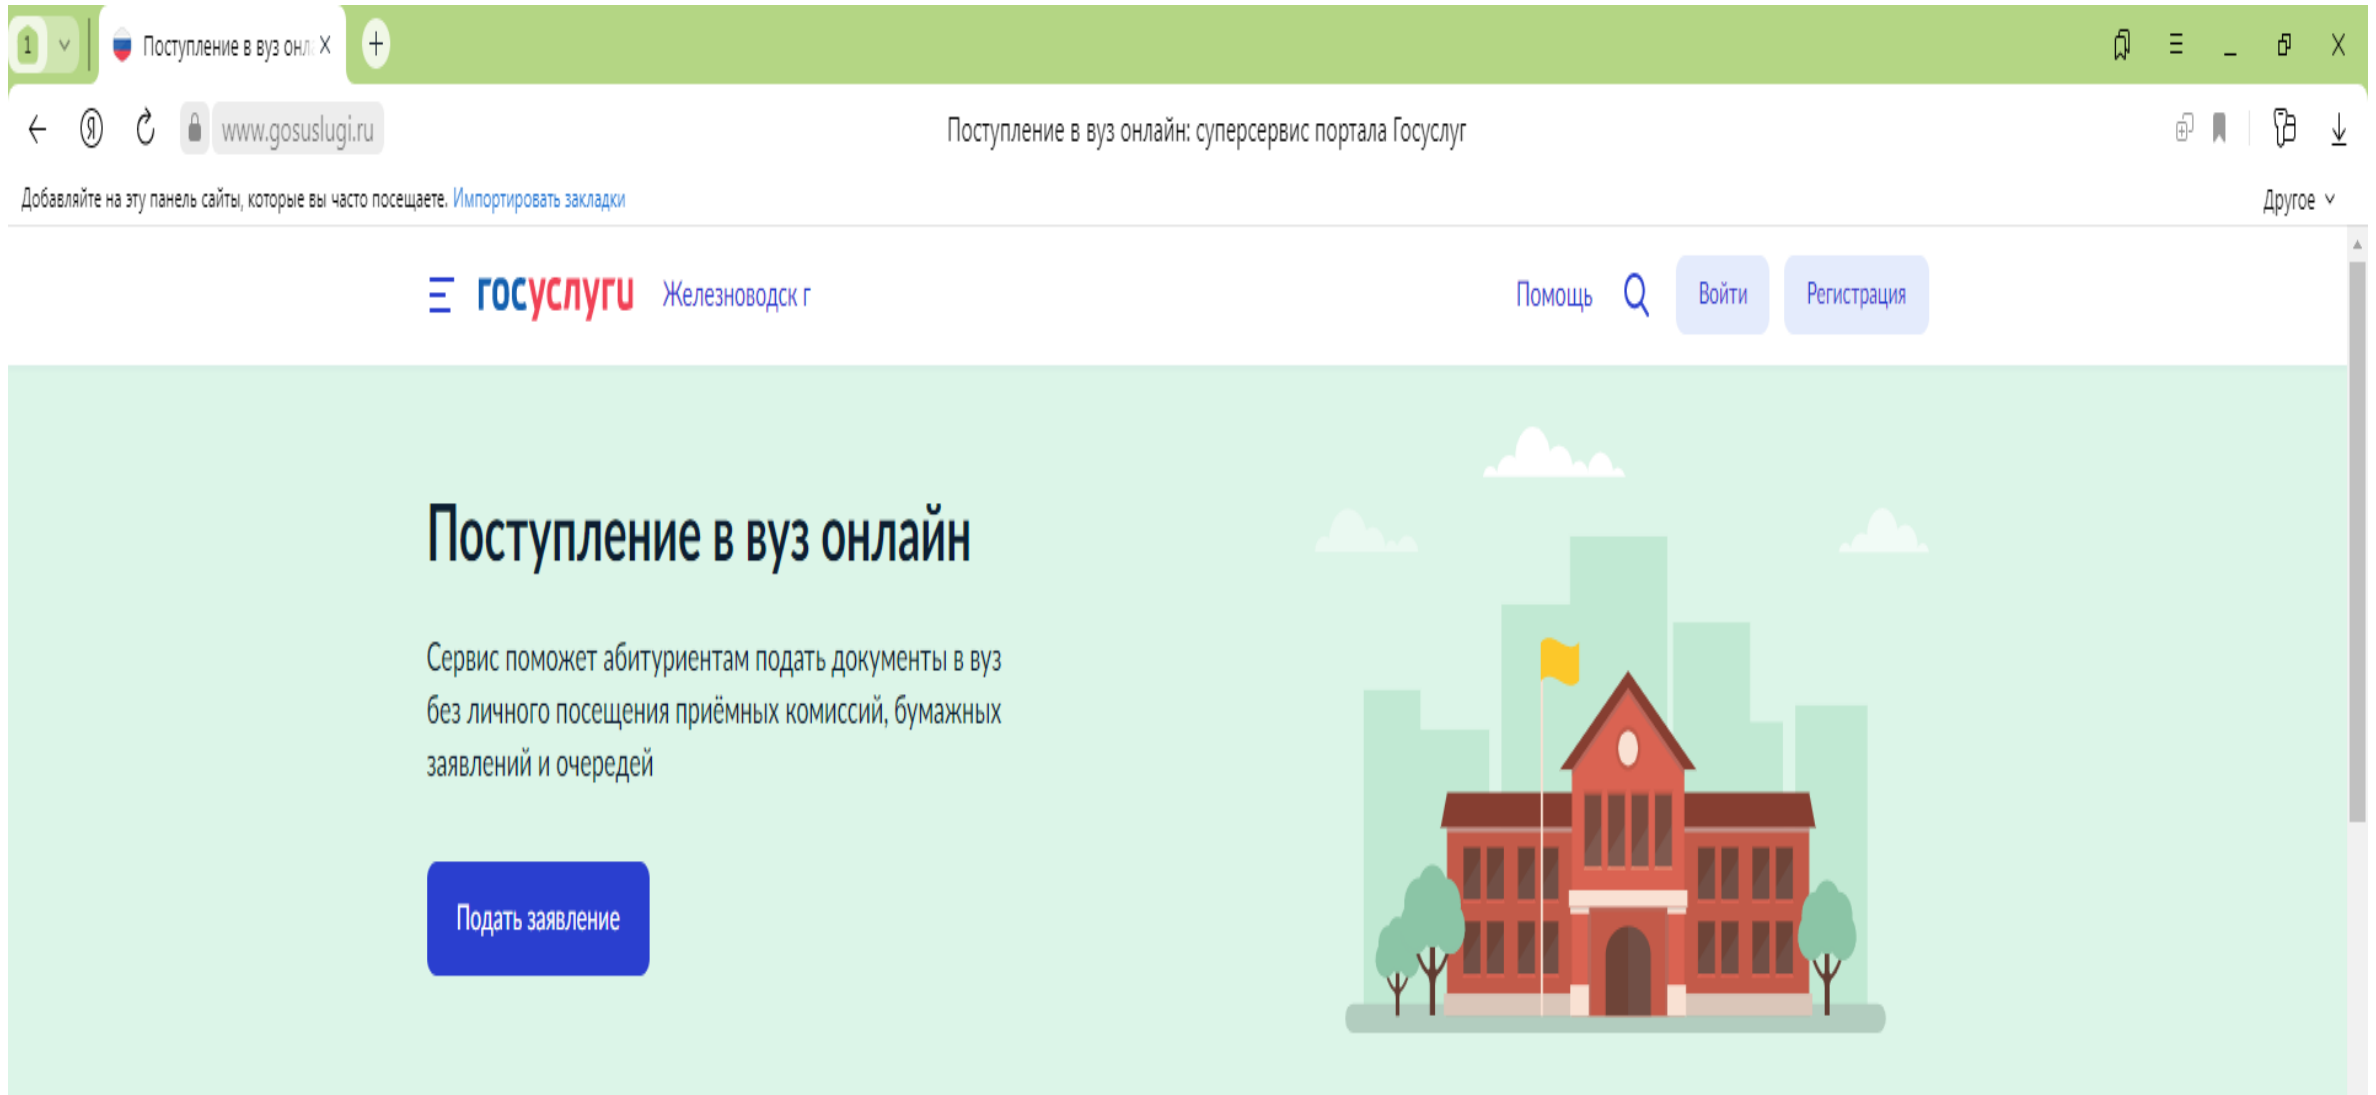 1
Поступление в вуз онл
www.gosuslugi.ru
Поступление в вуз онлайн: суперсервис портала Госуслуг
Добавляйте на эту панель сайты, которые вы часто посещаете. Импортировать закладки
Другое
госуслуги Железноводск г
Помощь Войти Регистрация
Поступление в вуз онлайн
Сервис поможет абитуриентам подать документы в вуз
без личного посещения приёмных комиссий, бумажных
заявлений и очередей
Подать заявление